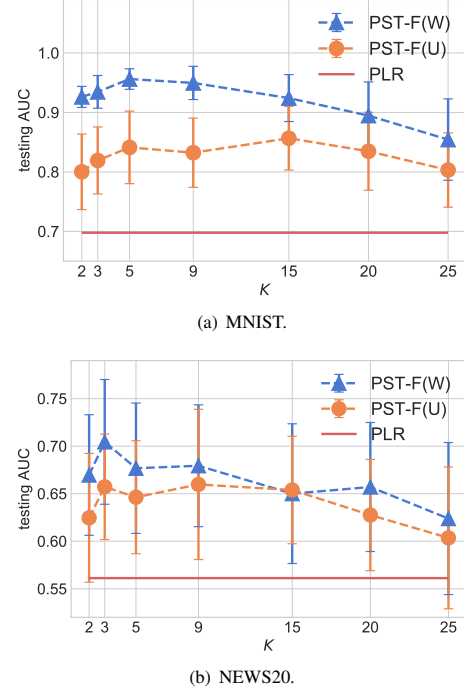 PST-F(W)
PST-F(U)
PLR
testing AUC
1.0
0.9
0.8
0.7
2 3 5 9 15 20 25
K
(a) MNIST.
PST-F(W)
PST-F(U)
PLR
testing AUC
0.75
0.70
0.65
0.60
0.55
2 3 5 9 15 20 25
K
(b) NEWS20.